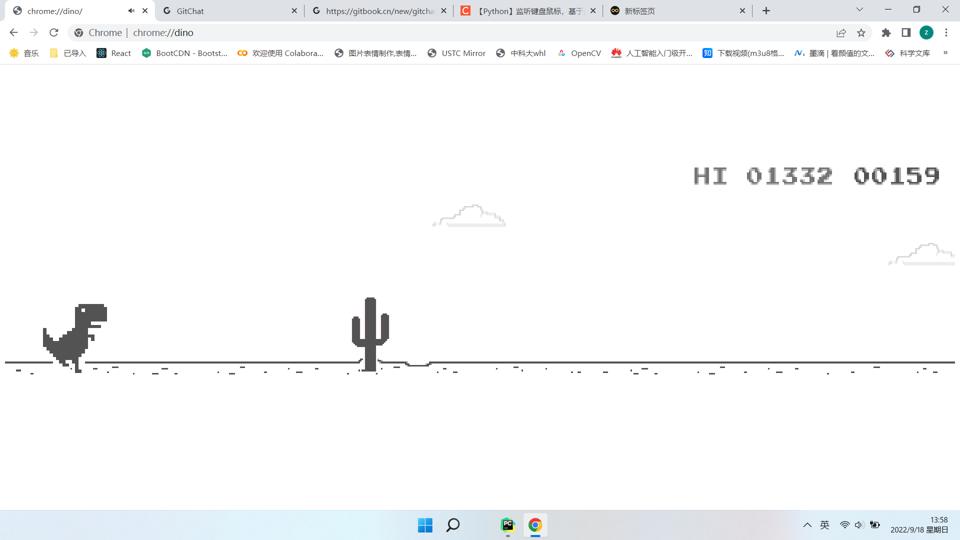 chrome://dino/ GitChat https://gitbook.cn/new/gitcha 【Python】监听键盘鼠标，基于 新标签页
Chrome | chrome://dino z
音乐 已导入 React BootCDN - Bootst... 欢迎使用 Colabora... 图片表情制作,表情... USTC Mirror 中科大whl OpenCV 人工智能入门极开... 知 下载视频(m3u8格... 墨滴 | 看颜值的文... 科学文库 »
HI 01332 00159
PC 英 13:58
2022/9/18 星期日